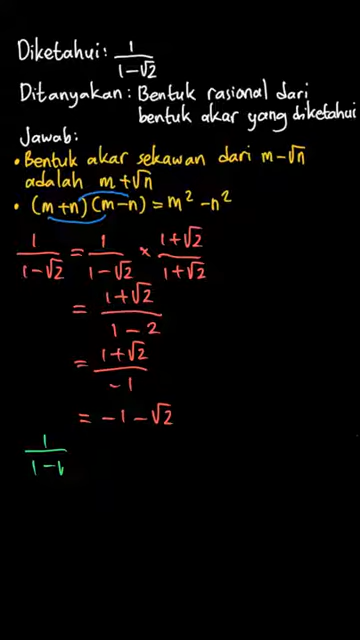 Diketahui: 1/(1-√2)
Ditanyakan: Bentuk rasional dari
bentuk akar yang diketahui
Jawab:
• Bentuk akar sekawan dari m-√n
adalah m+√n
• (m+n)(m-n) = m² - n²
1/(1-√2) = 1/(1-√2) × (1+√2)/(1+√2)
= (1+√2)/(1-2)
= (1+√2)/-1
= -1-√2
1/(1-√